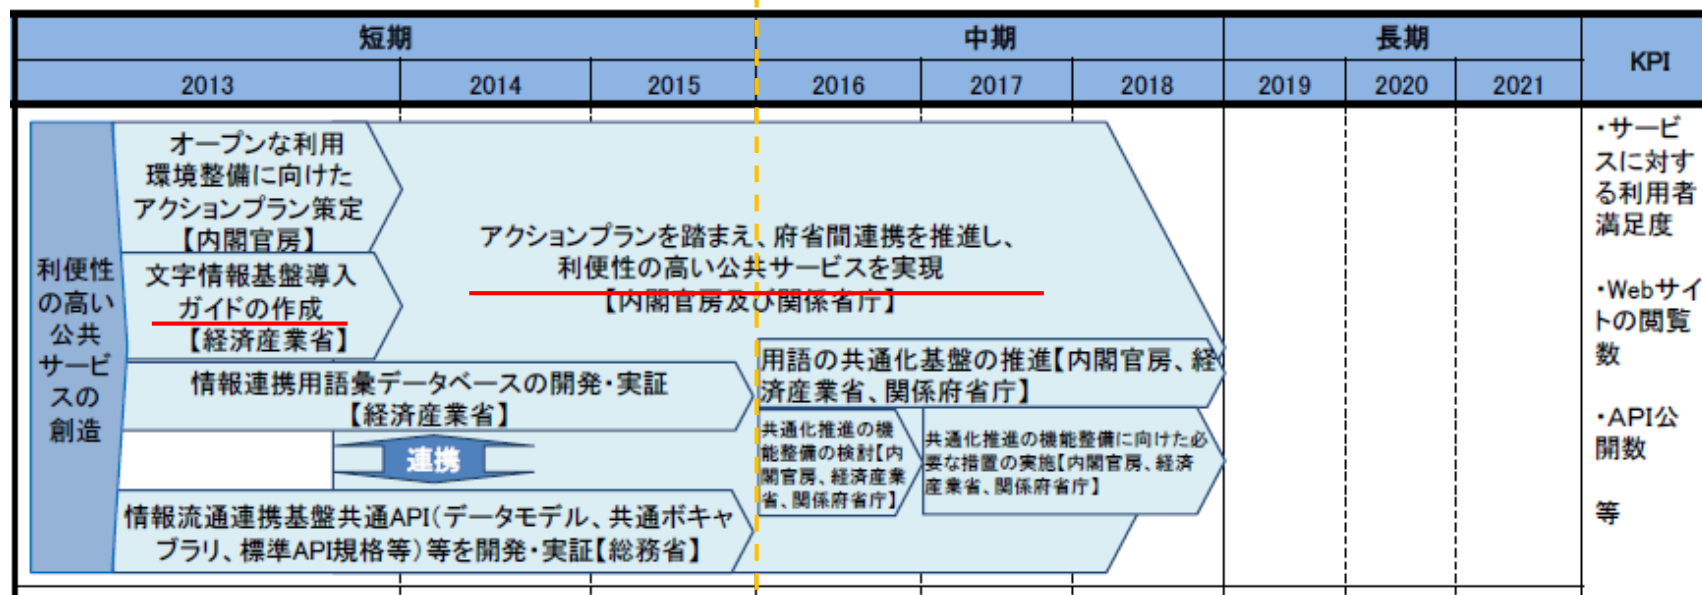 短期
中期
長期
KPI
2013
2014
2015
2016
2017
2018
2019
2020
2021
利便性
の高い
公共
サービ
スの
創造
オープンな利用
環境整備に向けた
アクションプラン策定
【内閣官房】
文字情報基盤導入
ガイドの作成
【経済産業省】
アクションプランを踏まえ、府省間連携を推進し、
利便性の高い公共サービスを実現
【内閣官房及び関係省庁】
情報連携用語彙データベースの開発・実証
【経済産業省】
連携
情報流通連携基盤共通API（データモデル、共通ボキャ
ブラリ、標準API規格等）等を開発・実証【総務省】
用語の共通化基盤の推進【内閣官房、経
済産業省、関係府省庁】
共通化推進の機
能整備の検討【内
閣官房、経済産業
省、関係府省庁】
共通化推進の機能整備に向けた必
要な措置の実施【内閣官房、経済
産業省、関係府省庁】
・サービ
スに対す
る利用者
満足度
・Webサイ
トの閲覧
数
・API公
開数
等